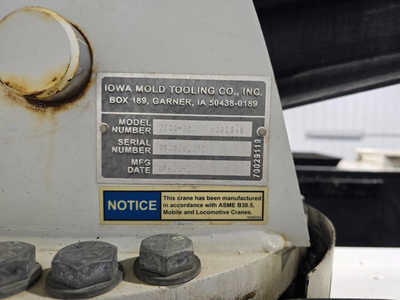 IOWA MOLD TOOLING CO., INC.
BOX 189, GARNER, IA 50438-0189
MODEL
NUMBER
SERIAL
NUMBER
MFG
DATE
70029119
NOTICE
This crane has been manufactured
in accordance with ASME B30.5,
Mobile and Locomotive Cranes.